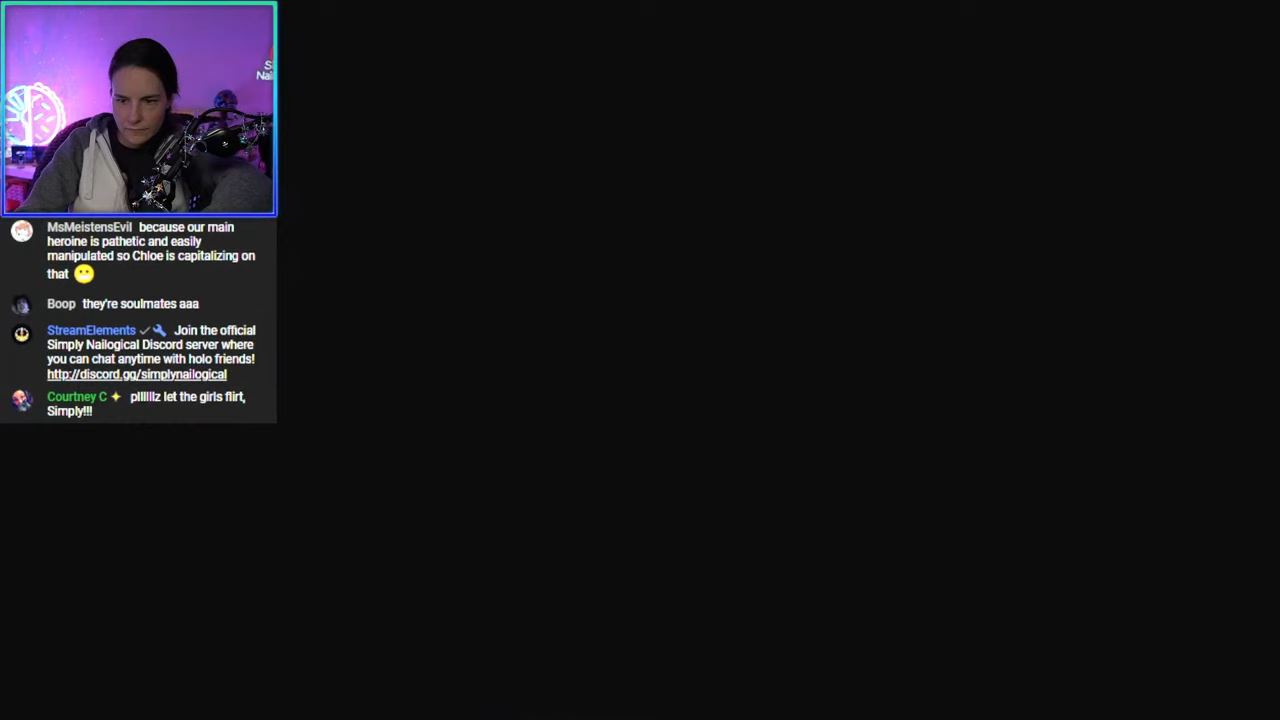 S
Nai
MsMeistensEvil because our main
heroine is pathetic and easily
manipulated so Chloe is capitalizing on
that
Boop they're soulmates aaa
StreamElements Join the official
Simply Nailogical Discord server where
you can chat anytime with holo friends!
http://discord.gg/simplynailogical
Courtney C pllllllz let the girls flirt,
Simply!!!